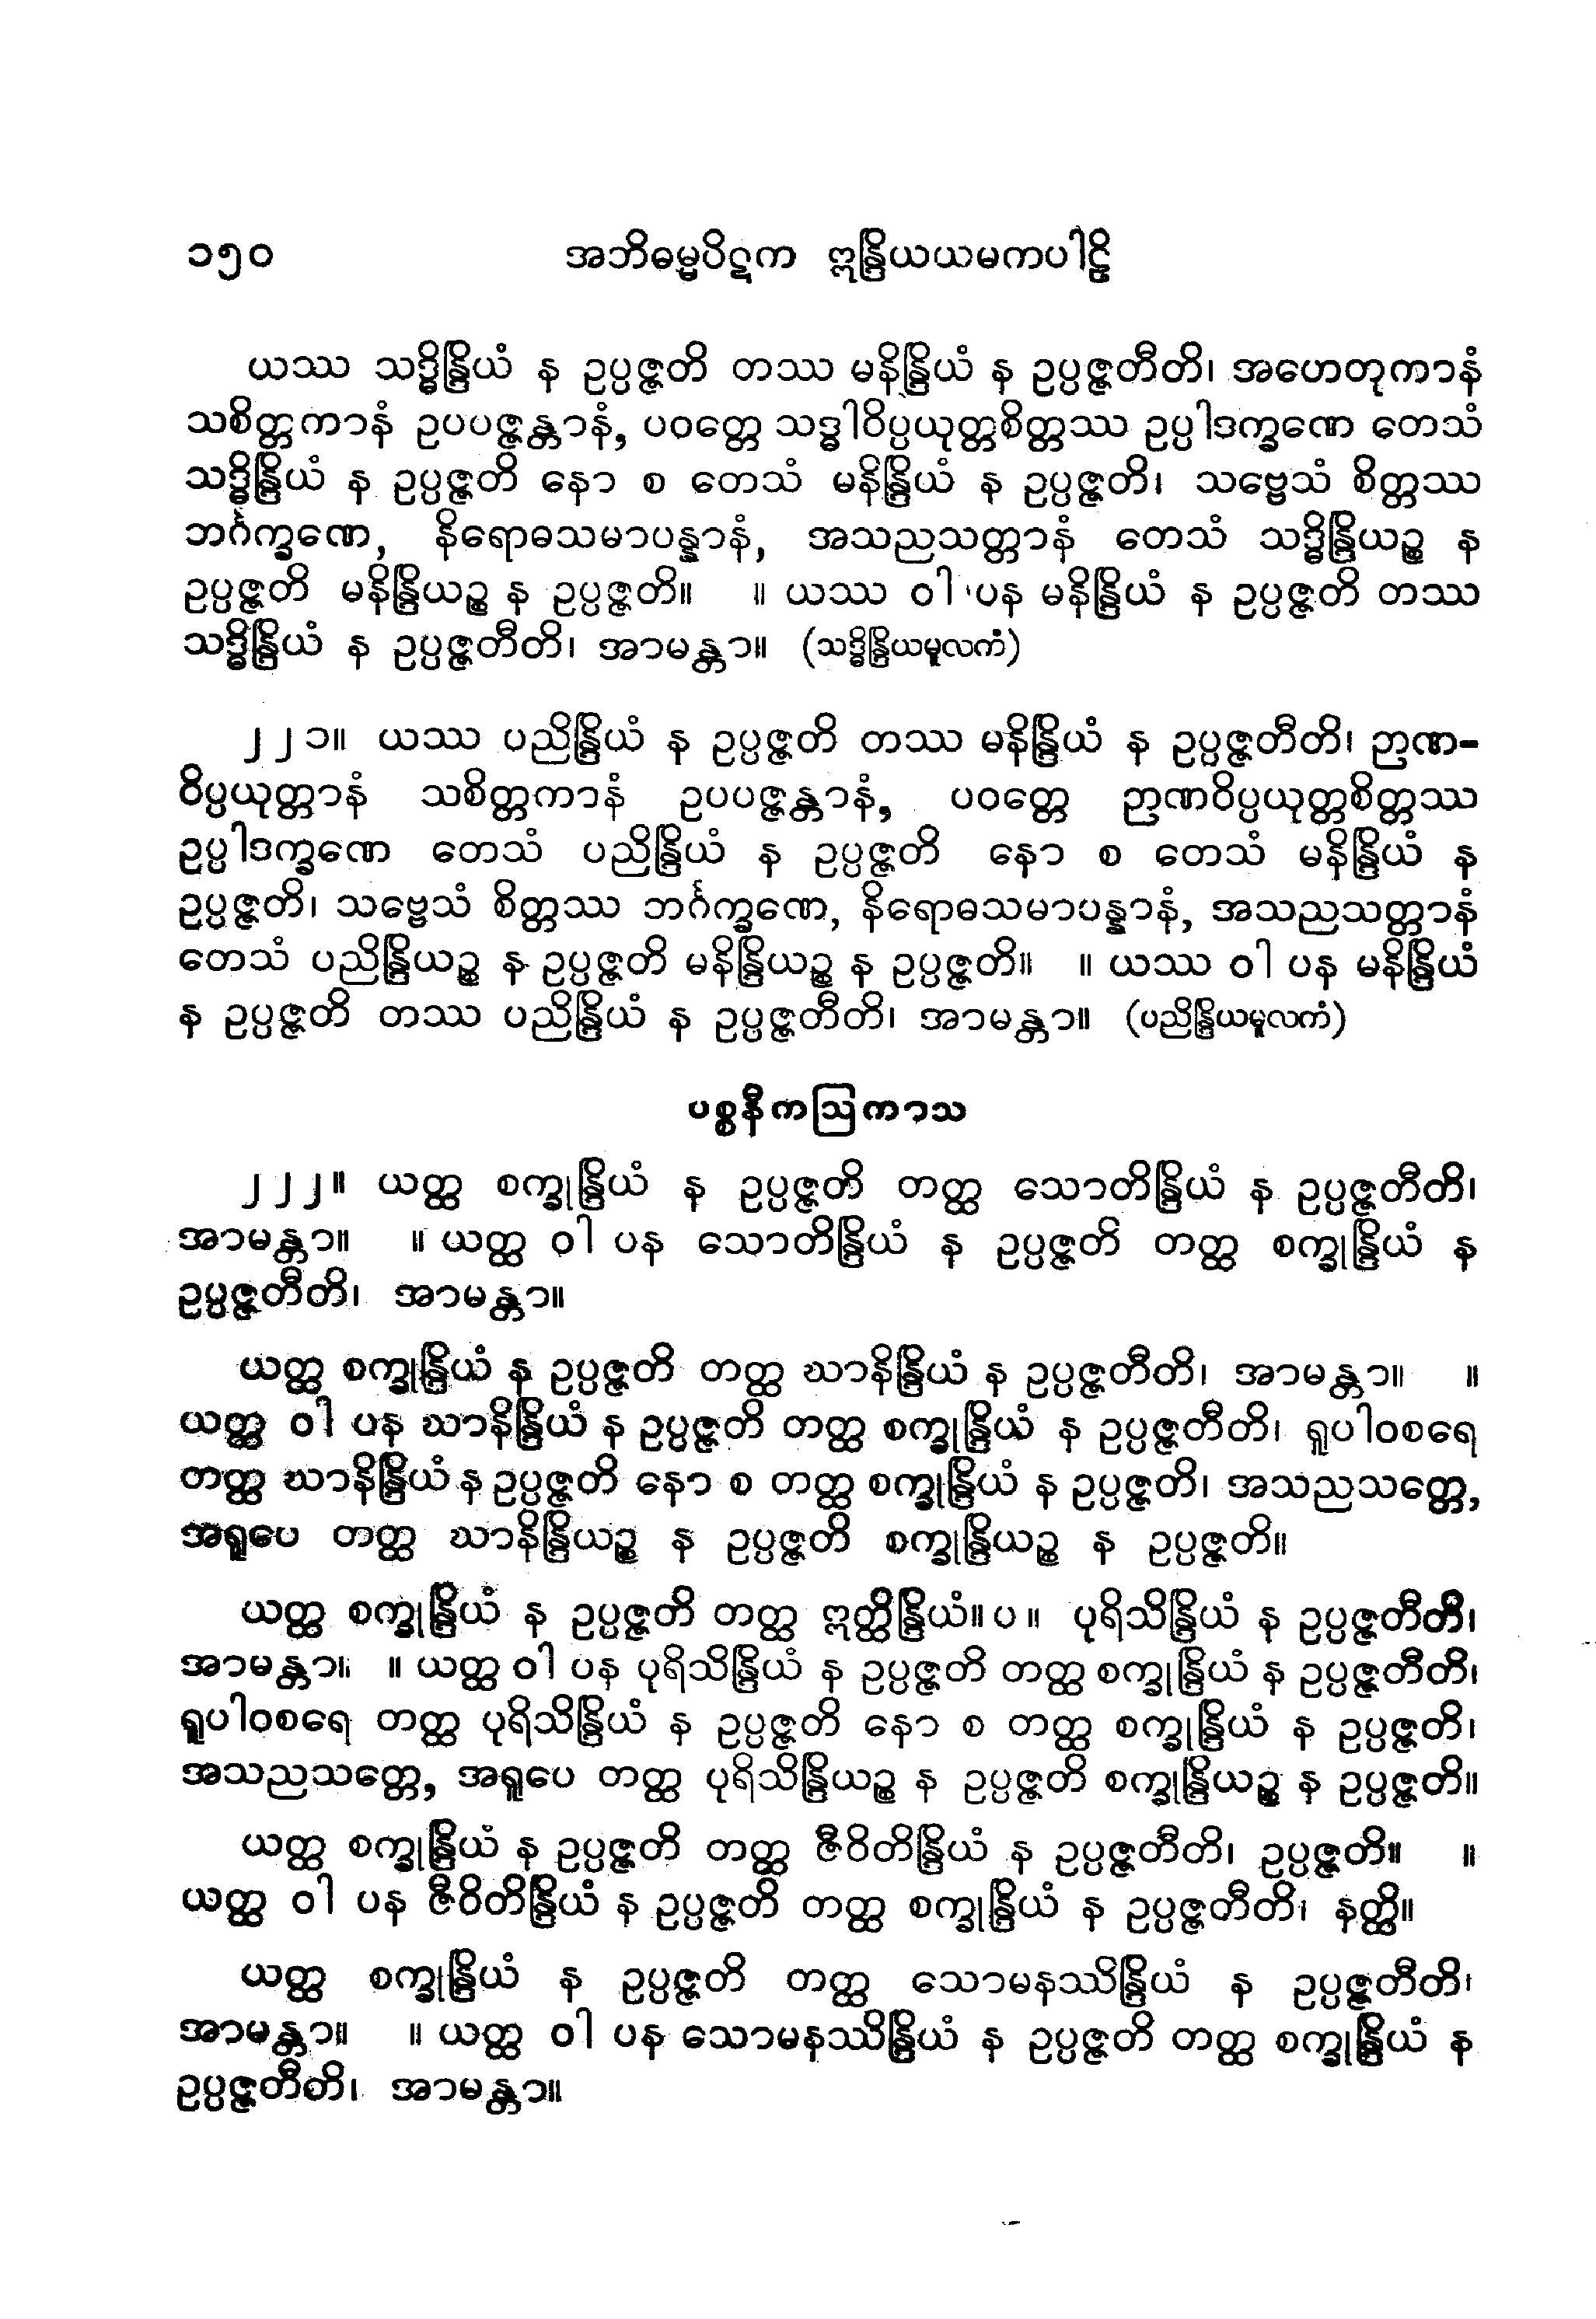 ၁၅၀ အဘိဓမ္မပိဋက ဣန္ဒြိယယမကပါဠိ
ယဿ သဒ္ဓိန္ဒြိယံ န ဥပ္ပဇ္ဇတိ တဿ မနိန္ဒြိယံ န ဥပ္ပဇ္ဇတီတိ၊ အဟေတုကာနံ
သစိတ္တကာနံ ဥပပဇ္ဇန္တာနံ, ပဝတ္တေ သဒ္ဓါဝိပ္ပယုတ္တစိတ္တဿ ဥပ္ပါဒက္ခဏေ တေသံ
သဒ္ဓိန္ဒြိယံ န ဥပ္ပဇ္ဇတိ နော စ တေသံ မနိန္ဒြိယံ န ဥပ္ပဇ္ဇတိ၊ သဗ္ဗေသံ စိတ္တဿ
ဘင်္ဂက္ခဏေ, နိရောဓသမာပန္နာနံ, အသညသတ္တာနံ တေသံ သဒ္ဓိန္ဒြိယဉ္စ န
ဥပ္ပဇ္ဇတိ မနိန္ဒြိယဉ္စ န ဥပ္ပဇ္ဇတိ။ ။ ယဿ ဝါ ပန မနိန္ဒြိယံ န ဥပ္ပဇ္ဇတိ တဿ
သဒ္ဓိန္ဒြိယံ န ဥပ္ပဇ္ဇတီတိ၊ အာမန္တာ။ (သဒ္ဓိန္ဒြိယမူလကံ)
၂၂၁။ ယဿ ပညိန္ဒြိယံ န ဥပ္ပဇ္ဇတိ တဿ မနိန္ဒြိယံ န ဥပ္ပဇ္ဇတီတိ၊ ဉာဏ-
ဝိပ္ပယုတ္တာနံ သစိတ္တကာနံ ဥပပဇ္ဇန္တာနံ, ပဝတ္တေ ဉာဏဝိပ္ပယုတ္တစိတ္တဿ
ဥပ္ပါဒက္ခဏေ တေသံ ပညိန္ဒြိယံ န ဥပ္ပဇ္ဇတိ နော စ တေသံ မနိန္ဒြိယံ န
ဥပ္ပဇ္ဇတိ၊ သဗ္ဗေသံ စိတ္တဿ ဘင်္ဂက္ခဏေ, နိရောဓသမာပန္နာနံ, အသညသတ္တာနံ
တေသံ ပညိန္ဒြိယဉ္စ န ဥပ္ပဇ္ဇတိ မနိန္ဒြိယဉ္စ န ဥပ္ပဇ္ဇတိ။ ။ ယဿ ဝါ ပန မနိန္ဒြိယံ
န ဥပ္ပဇ္ဇတိ တဿ ပညိန္ဒြိယံ န ဥပ္ပဇ္ဇတီတိ၊ အာမန္တာ။ (ပညိန္ဒြိယမူလကံ)
ပစ္စနီကဩကာသ
၂၂၂။ ယတ္ထ စက္ခုန္ဒြိယံ န ဥပ္ပဇ္ဇတိ တတ္ထ သောတိန္ဒြိယံ န ဥပ္ပဇ္ဇတီတိ၊
အာမန္တာ။ ။ ယတ္ထ ဝါ ပန သောတိန္ဒြိယံ န ဥပ္ပဇ္ဇတိ တတ္ထ စက္ခုန္ဒြိယံ န
ဥပ္ပဇ္ဇတီတိ၊ အာမန္တာ။
ယတ္ထ စက္ခုန္ဒြိယံ န ဥပ္ပဇ္ဇတိ တတ္ထ ဃာနိန္ဒြိယံ န ဥပ္ပဇ္ဇတီတိ၊ အာမန္တာ။ ။
ယတ္ထ ဝါ ပန ဃာနိန္ဒြိယံ န ဥပ္ပဇ္ဇတိ တတ္ထ စက္ခုန္ဒြိယံ န ဥပ္ပဇ္ဇတီတိ၊ ရူပါဝစရေ
တတ္ထ ဃာနိန္ဒြိယံ န ဥပ္ပဇ္ဇတိ နော စ တတ္ထ စက္ခုန္ဒြိယံ န ဥပ္ပဇ္ဇတိ၊ အသညသတ္တေ,
အရူပေ တတ္ထ ဃာနိန္ဒြိယဉ္စ န ဥပ္ပဇ္ဇတိ စက္ခုန္ဒြိယဉ္စ န ဥပ္ပဇ္ဇတိ။
ယတ္ထ စက္ခုန္ဒြိယံ န ဥပ္ပဇ္ဇတိ တတ္ထ ဣတ္ထိန္ဒြိယံ။ ပ ။ ပုရိသိန္ဒြိယံ န ဥပ္ပဇ္ဇတီတိ၊
အာမန္တာ။ ။ ယတ္ထ ဝါ ပန ပုရိသိန္ဒြိယံ န ဥပ္ပဇ္ဇတိ တတ္ထ စက္ခုန္ဒြိယံ န ဥပ္ပဇ္ဇတီတိ၊
ရူပါဝစရေ တတ္ထ ပုရိသိန္ဒြိယံ န ဥပ္ပဇ္ဇတိ နော စ တတ္ထ စက္ခုန္ဒြိယံ န ဥပ္ပဇ္ဇတိ၊
အသညသတ္တေ, အရူပေ တတ္ထ ပုရိသိန္ဒြိယဉ္စ န ဥပ္ပဇ္ဇတိ စက္ခုန္ဒြိယဉ္စ န ဥပ္ပဇ္ဇတိ။
ယတ္ထ စက္ခုန္ဒြိယံ န ဥပ္ပဇ္ဇတိ တတ္ထ ဇီဝိတိန္ဒြိယံ န ဥပ္ပဇ္ဇတီတိ၊ ဥပ္ပဇ္ဇတိ။ ။
ယတ္ထ ဝါ ပန ဇီဝိတိန္ဒြိယံ န ဥပ္ပဇ္ဇတိ တတ္ထ စက္ခုန္ဒြိယံ န ဥပ္ပဇ္ဇတီတိ၊ နတ္ထိ။
ယတ္ထ စက္ခုန္ဒြိယံ န ဥပ္ပဇ္ဇတိ တတ္ထ သောမနဿိန္ဒြိယံ န ဥပ္ပဇ္ဇတီတိ၊
အာမန္တာ။ ။ ယတ္ထ ဝါ ပန သောမနဿိန္ဒြိယံ န ဥပ္ပဇ္ဇတိ တတ္ထ စက္ခုန္ဒြိယံ န
ဥပ္ပဇ္ဇတီတိ၊ အာမန္တာ။